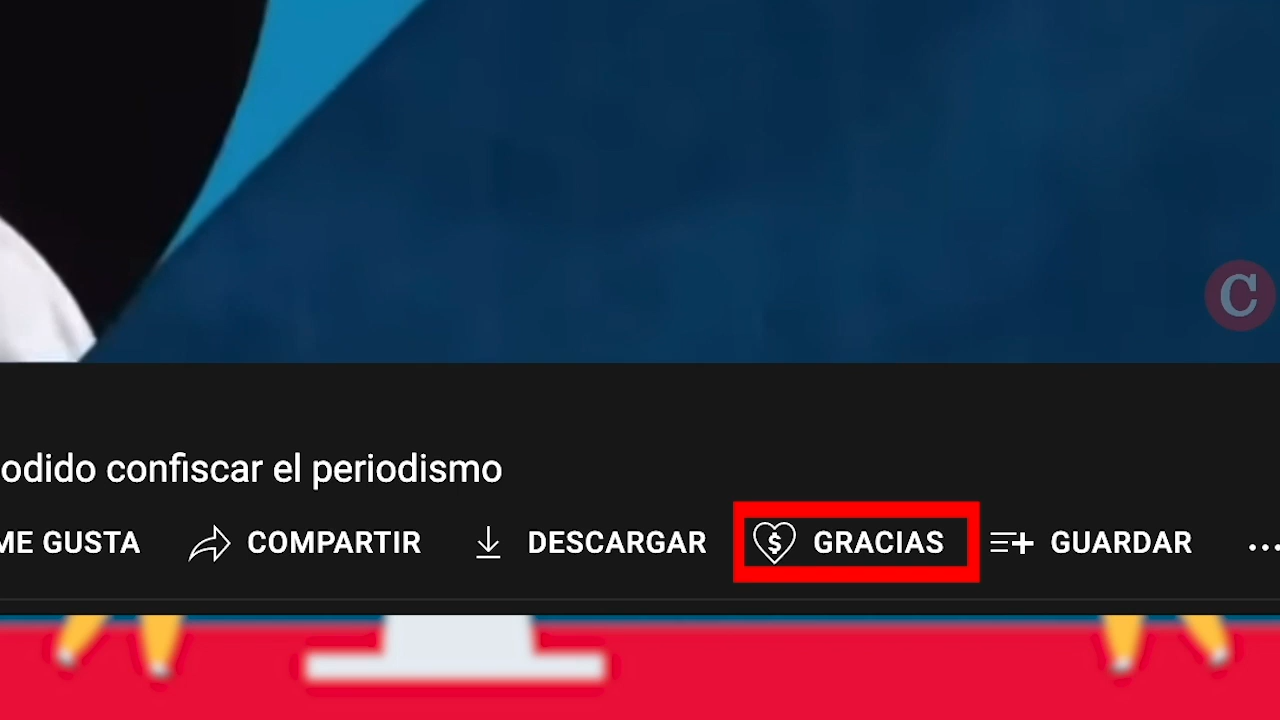 C
odido confiscar el periodismo
ME GUSTA COMPARTIR DESCARGAR $ GRACIAS GUARDAR ...